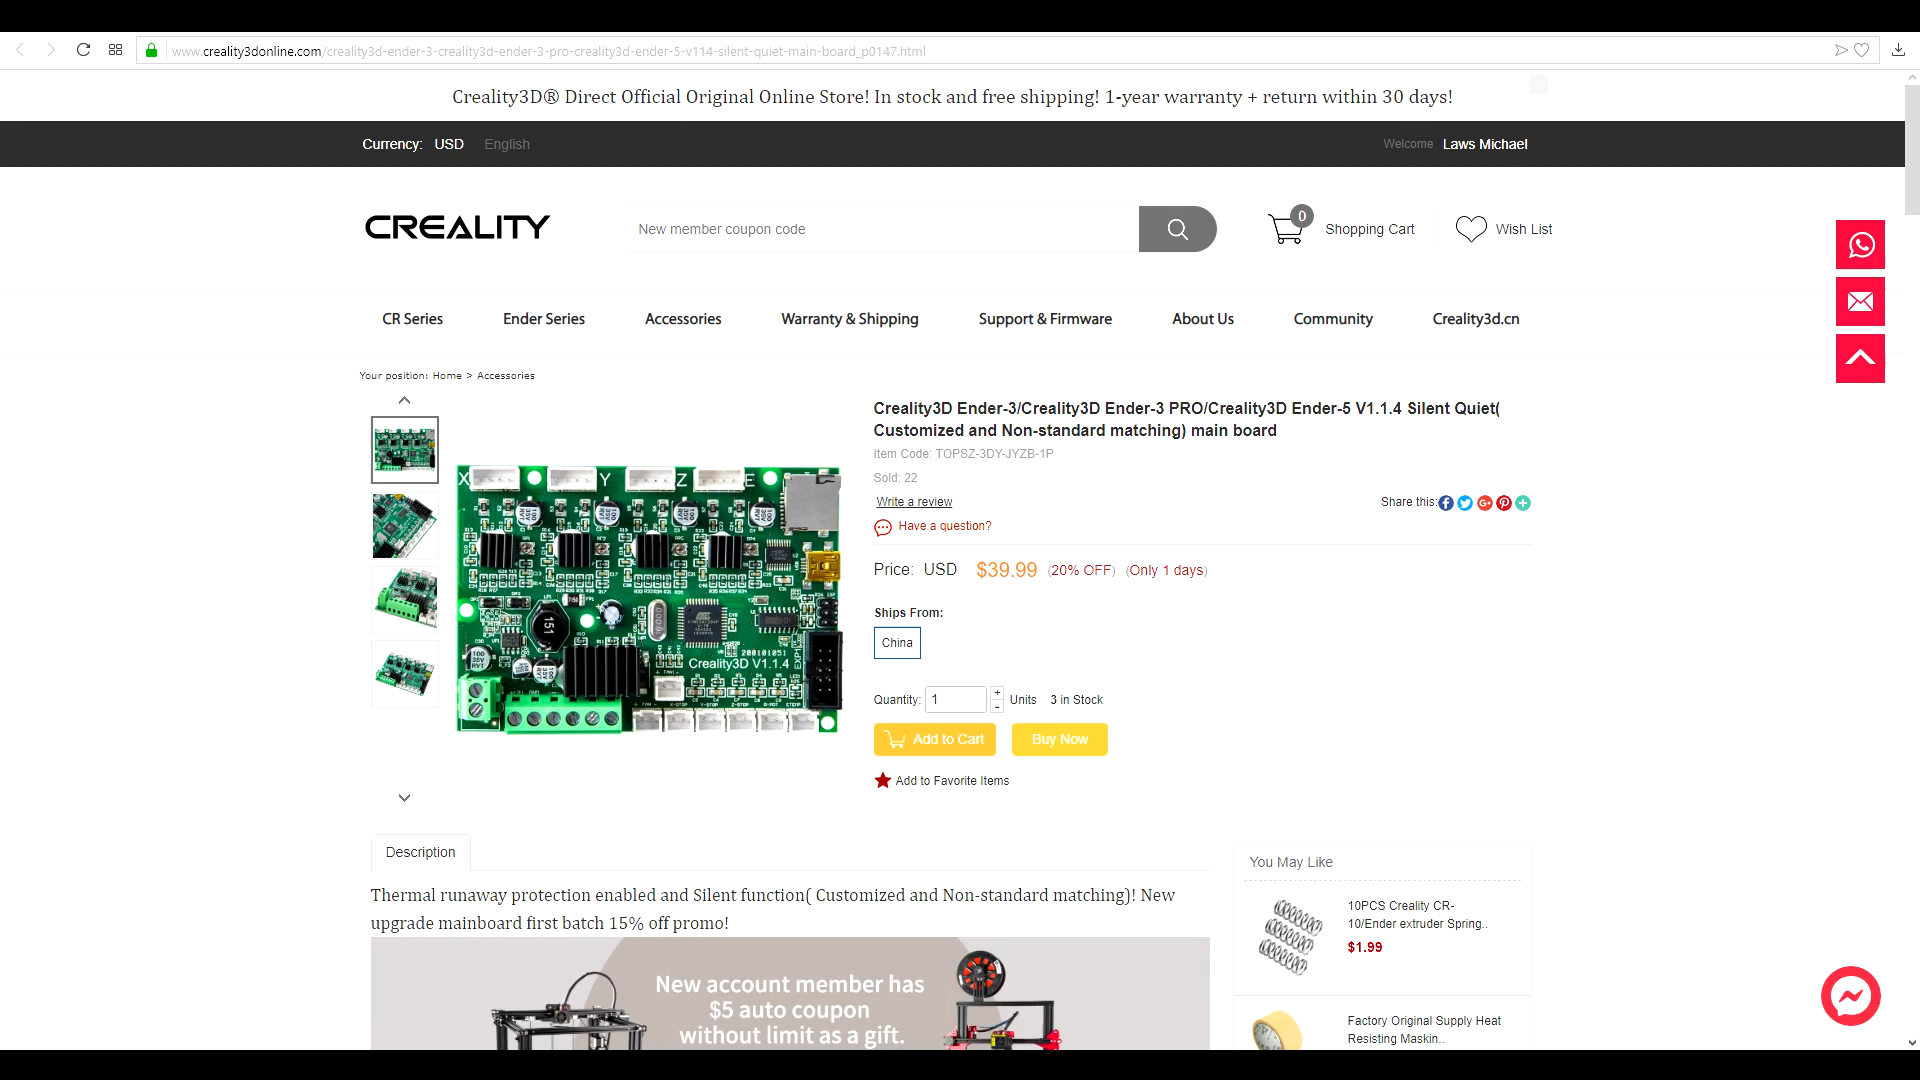 www.creality3donline.com/creality3d-ender-3-creality3d-ender-3-pro-creality3d-ender-5-v114-silent-quiet-main-board_p0147.html
Creality3D® Direct Official Original Online Store! In stock and free shipping! 1-year warranty + return within 30 days!
Currency: USD English
Welcome Laws Michael
CREALITY
New member coupon code
0
Shopping Cart
Wish List
CR Series
Ender Series
Accessories
Warranty & Shipping
Support & Firmware
About Us
Community
Creality3d.cn
Your position: Home > Accessories
Creality3D Ender-3/Creality3D Ender-3 PRO/Creality3D Ender-5 V1.1.4 Silent Quiet(
Customized and Non-standard matching) main board
Item Code: TOPSZ-3DY-JYZB-1P
Sold: 22
Write a review
Share this:
Have a question?
Price: USD $39.99 (20% OFF) (Only 1 days)
Ships From:
China
Quantity: 1 + - Units 3 in Stock
Add to Cart
Buy Now
Add to Favorite Items
X Y Z E
151
Creality3D V1.1.4
EXP1
Description
Thermal runaway protection enabled and Silent function( Customized and Non-standard matching)! New
upgrade mainboard first batch 15% off promo!
New account member has
$5 auto coupon
without limit as a gift.
You May Like
10PCS Creality CR-
10/Ender extruder Spring..
$1.99
Factory Original Supply Heat
Resisting Maskin..